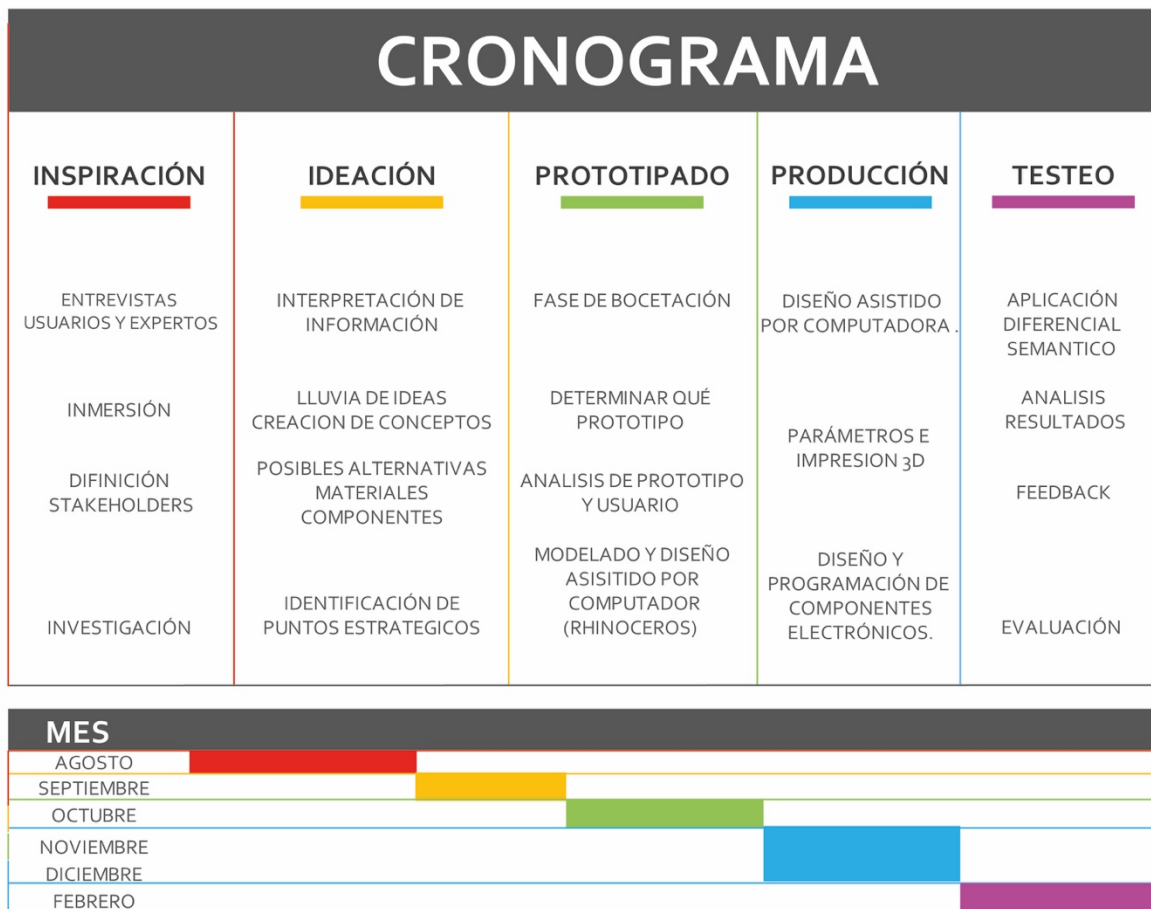 CRONOGRAMA
INSPIRACIÓN
ENTREVISTAS
USUARIOS Y EXPERTOS
INMERSIÓN
DIFINICIÓN
STAKEHOLDERS
INVESTIGACIÓN
IDEACIÓN
INTERPRETACIÓN DE
INFORMACIÓN
LLUVIA DE IDEAS
CREACION DE CONCEPTOS
POSIBLES ALTERNATIVAS
MATERIALES
COMPONENTES
IDENTIFICACIÓN DE
PUNTOS ESTRATEGICOS
PROTOTIPADO
FASE DE BOCETACIÓN
DETERMINAR QUÉ
PROTOTIPO
ANALISIS DE PROTOTIPO
Y USUARIO
MODELADO Y DISEÑO
ASISITIDO POR
COMPUTADOR
(RHINOCEROS)
PRODUCCIÓN
DISEÑO ASISTIDO
POR COMPUTADORA .
PARÁMETROS E
IMPRESION 3D
DISEÑO Y
PROGRAMACIÓN DE
COMPONENTES
ELECTRÓNICOS.
TESTEO
APLICACIÓN
DIFERENCIAL
SEMANTICO
ANALISIS
RESULTADOS
FEEDBACK
EVALUACIÓN
MES
AGOSTO
SEPTIEMBRE
OCTUBRE
NOVIEMBRE
DICIEMBRE
FEBRERO